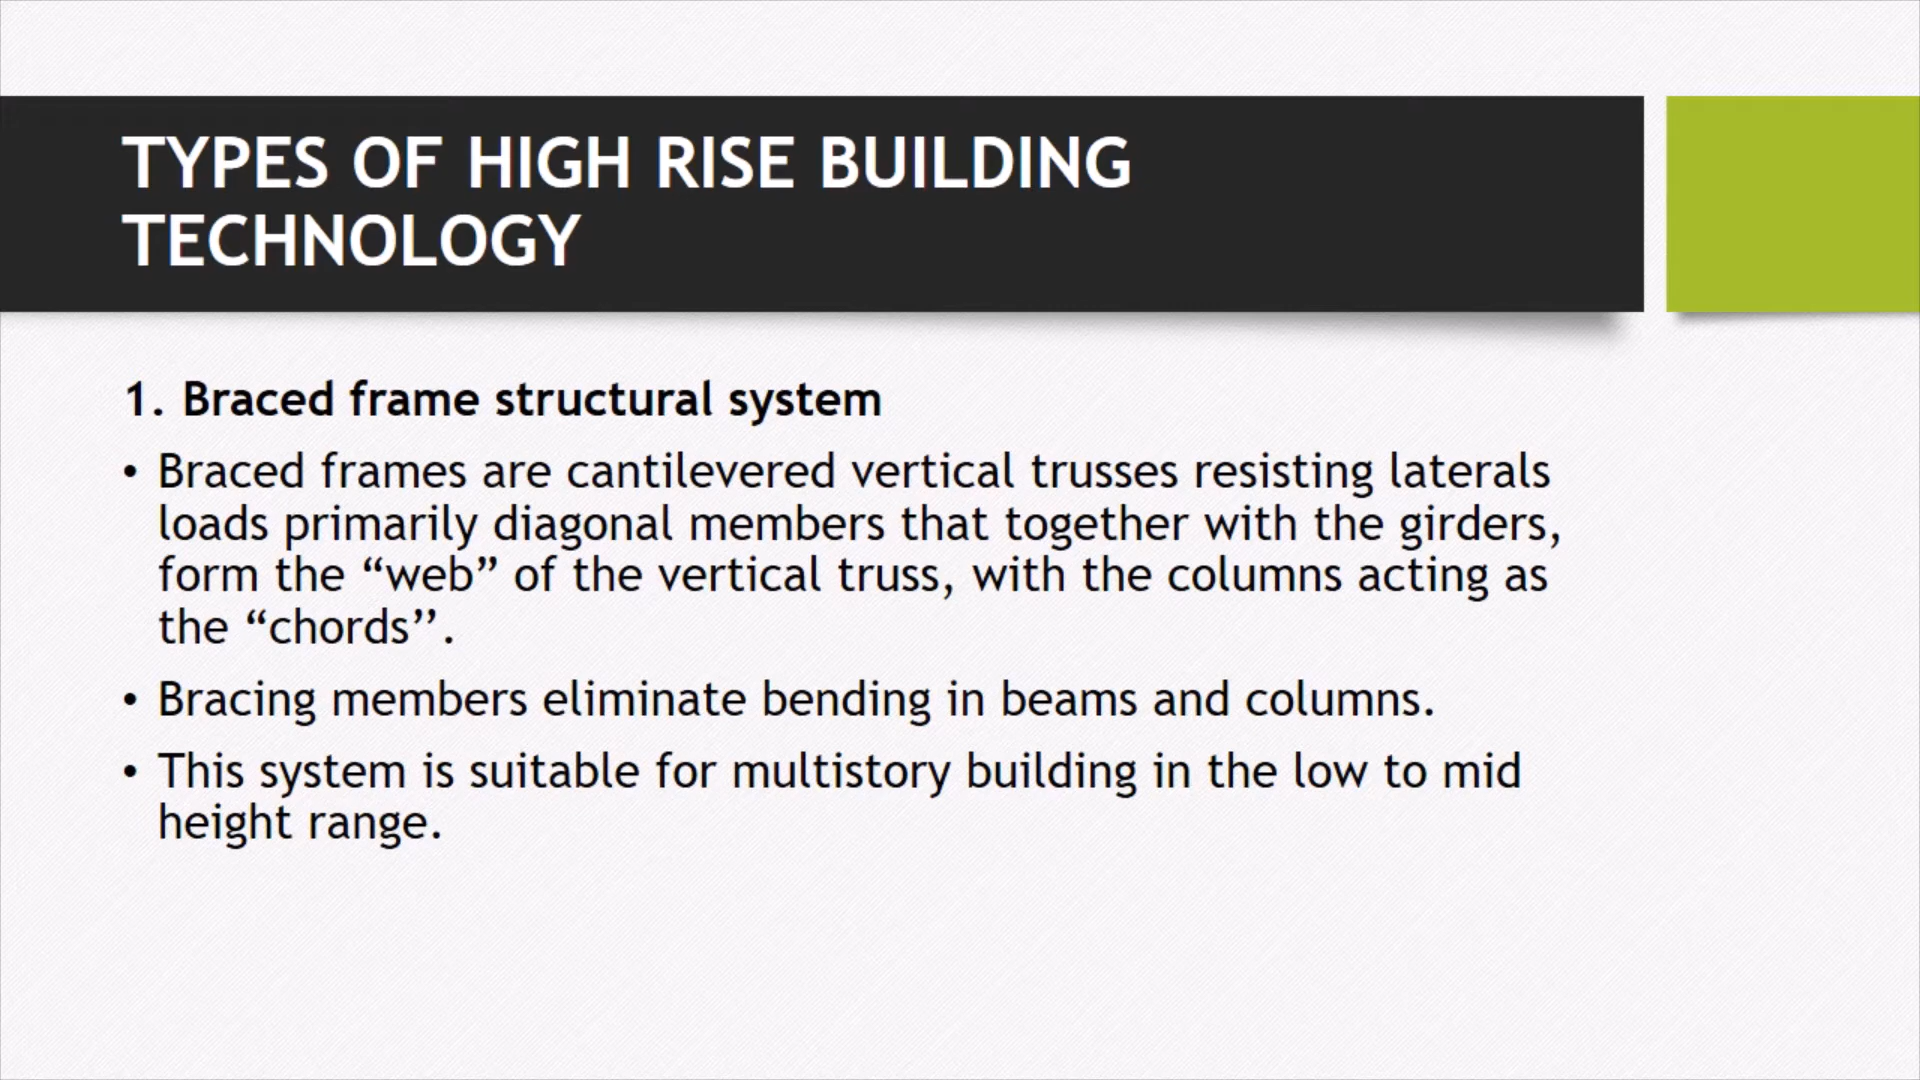 TYPES OF HIGH RISE BUILDING
TECHNOLOGY
1. Braced frame structural system
• Braced frames are cantilevered vertical trusses resisting laterals
loads primarily diagonal members that together with the girders,
form the “web” of the vertical truss, with the columns acting as
the “chords’’.
• Bracing members eliminate bending in beams and columns.
• This system is suitable for multistory building in the low to mid
height range.